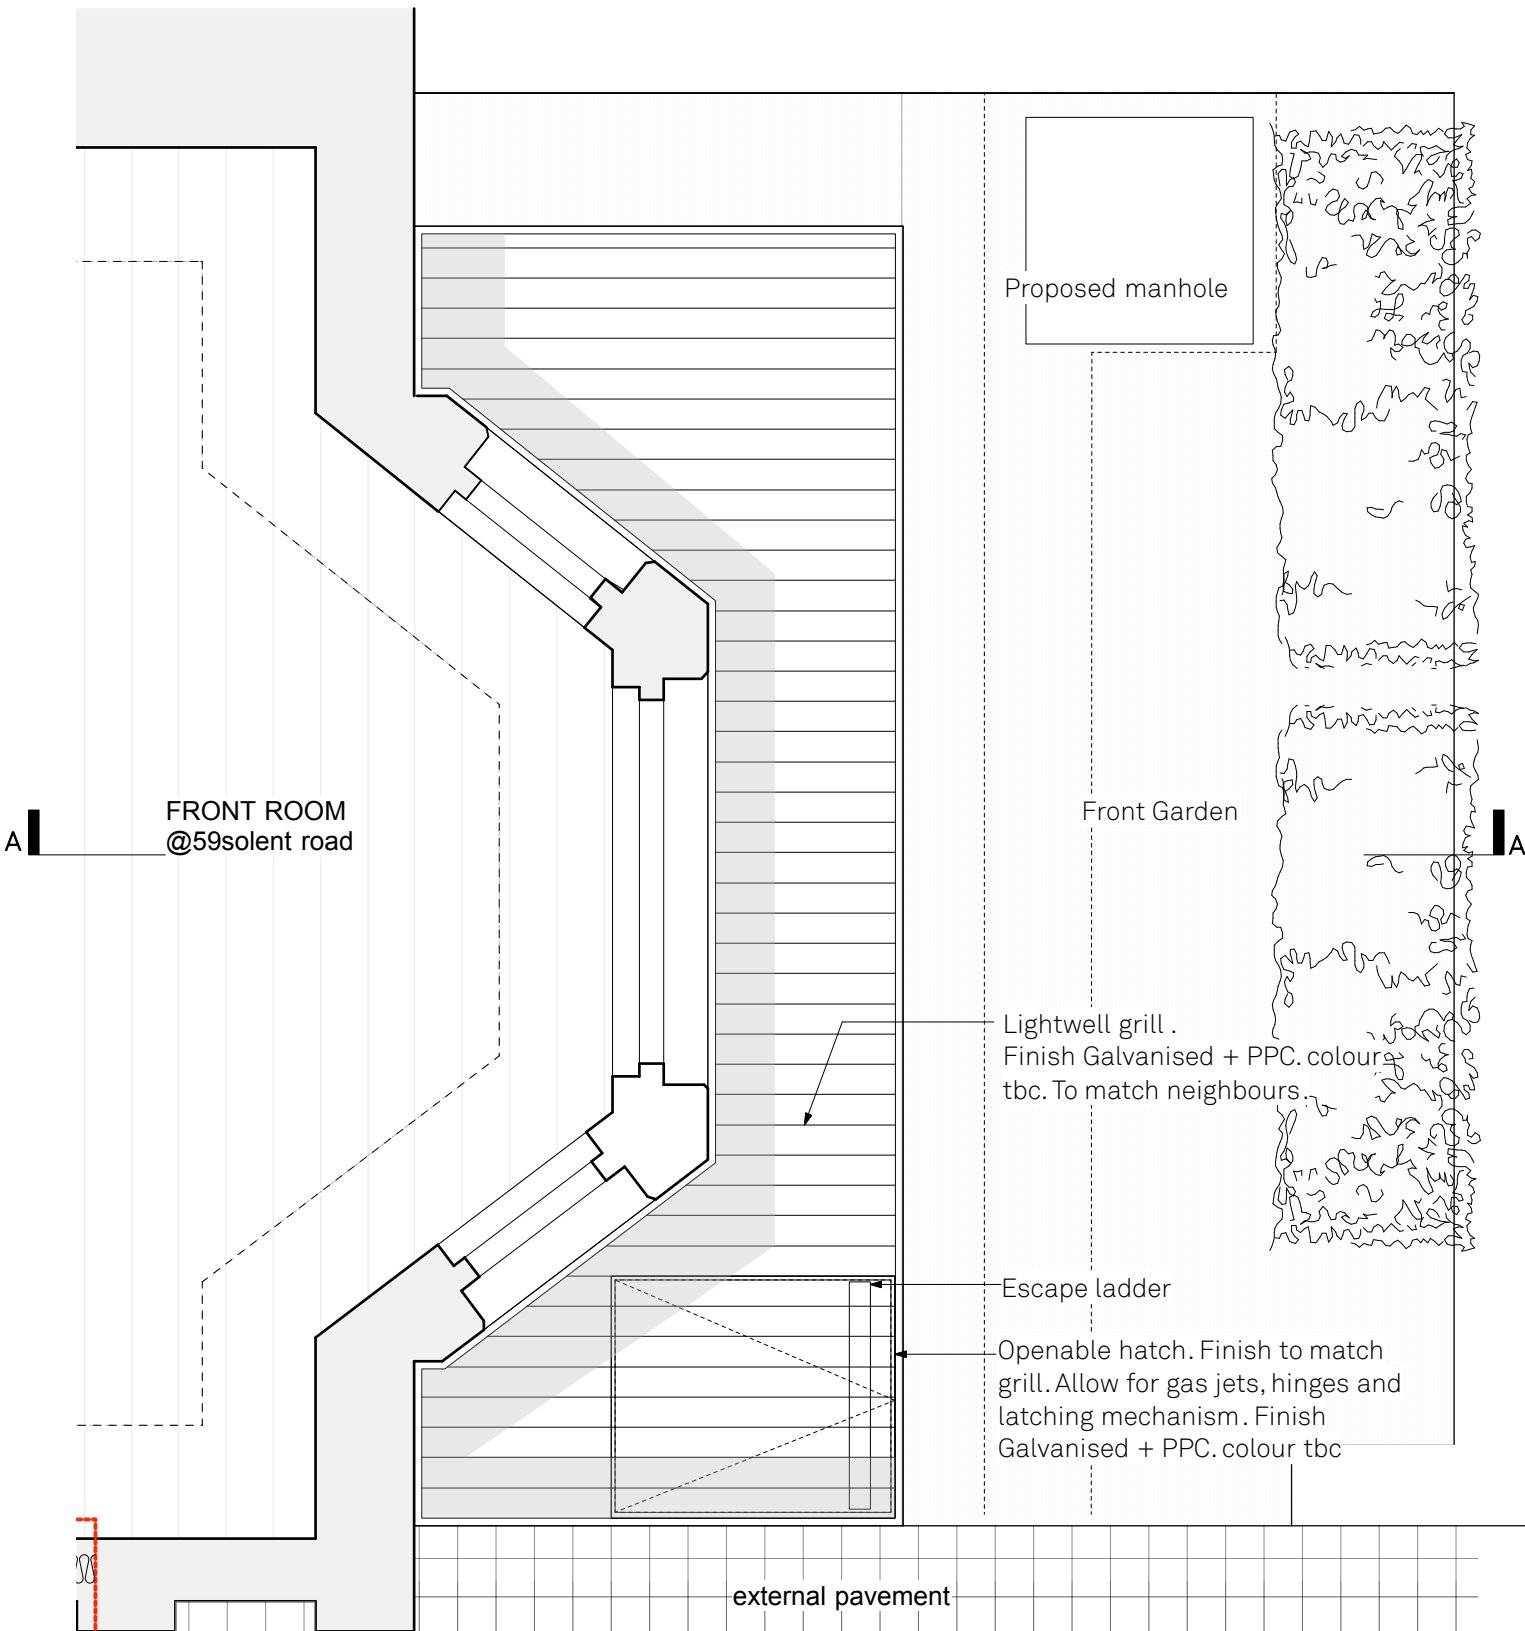 Proposed manhole
FRONT ROOM
@59solent road
Front Garden
A
A
Lightwell grill .
Finish Galvanised + PPC. colour
tbc. To match neighbours.
Escape ladder
Openable hatch. Finish to match
grill. Allow for gas jets, hinges and
latching mechanism. Finish
Galvanised + PPC. colour tbc
external pavement